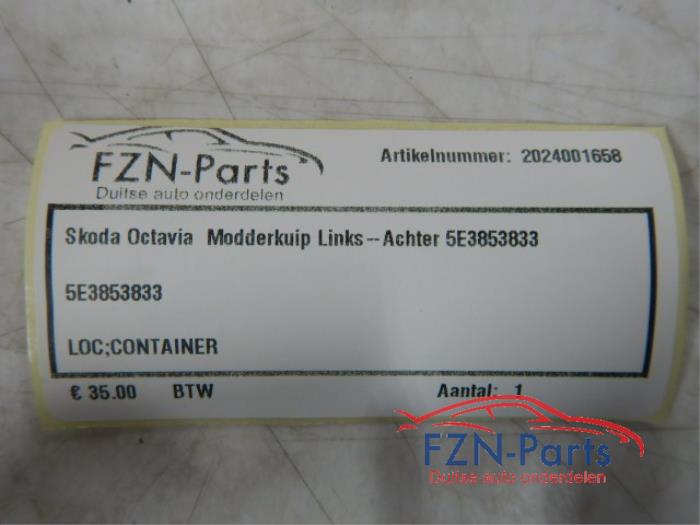 FZN-Parts
Duitse auto onderdelen
Artikelnummer: 2024001658
Skoda Octavia Modderkuip Links--Achter 5E3853833
5E3853833
LOC;CONTAINER
€ 35.00 BTW Aantal: 1
FZN-Parts
Duitse auto onderdelen